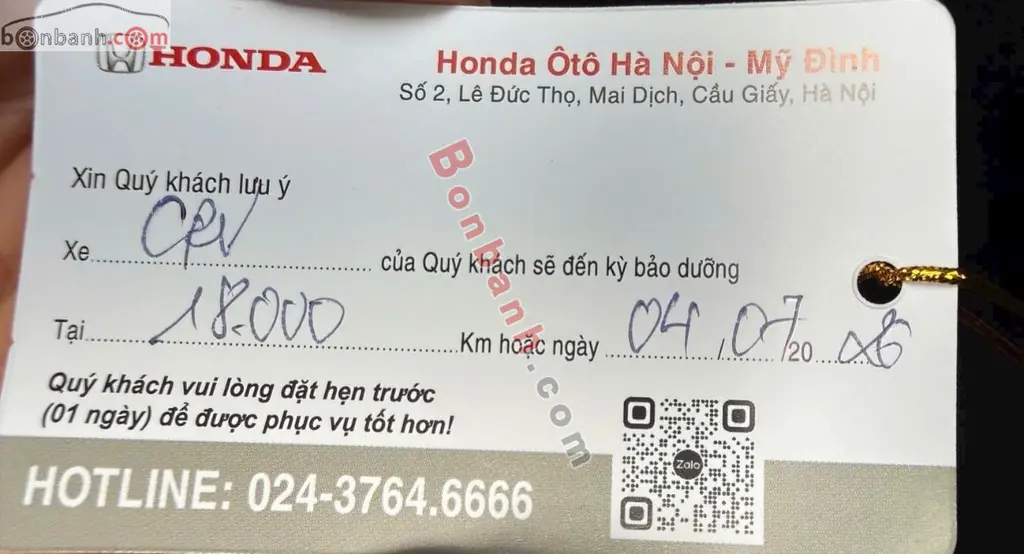 bonbanh.com
HONDA
Honda Ôtô Hà Nội - Mỹ Đình
Số 2, Lê Đức Thọ, Mai Dịch, Cầu Giấy, Hà Nội
Xin Quý khách lưu ý
Xe CRV của Quý khách sẽ đến kỳ bảo dưỡng
Tại 18.000 Km hoặc ngày 04/07/20
Quý khách vui lòng đặt hẹn trước
(01 ngày) để được phục vụ tốt hơn!
Zalo
HOTLINE: 024-3764.6666
Bonbanh.com